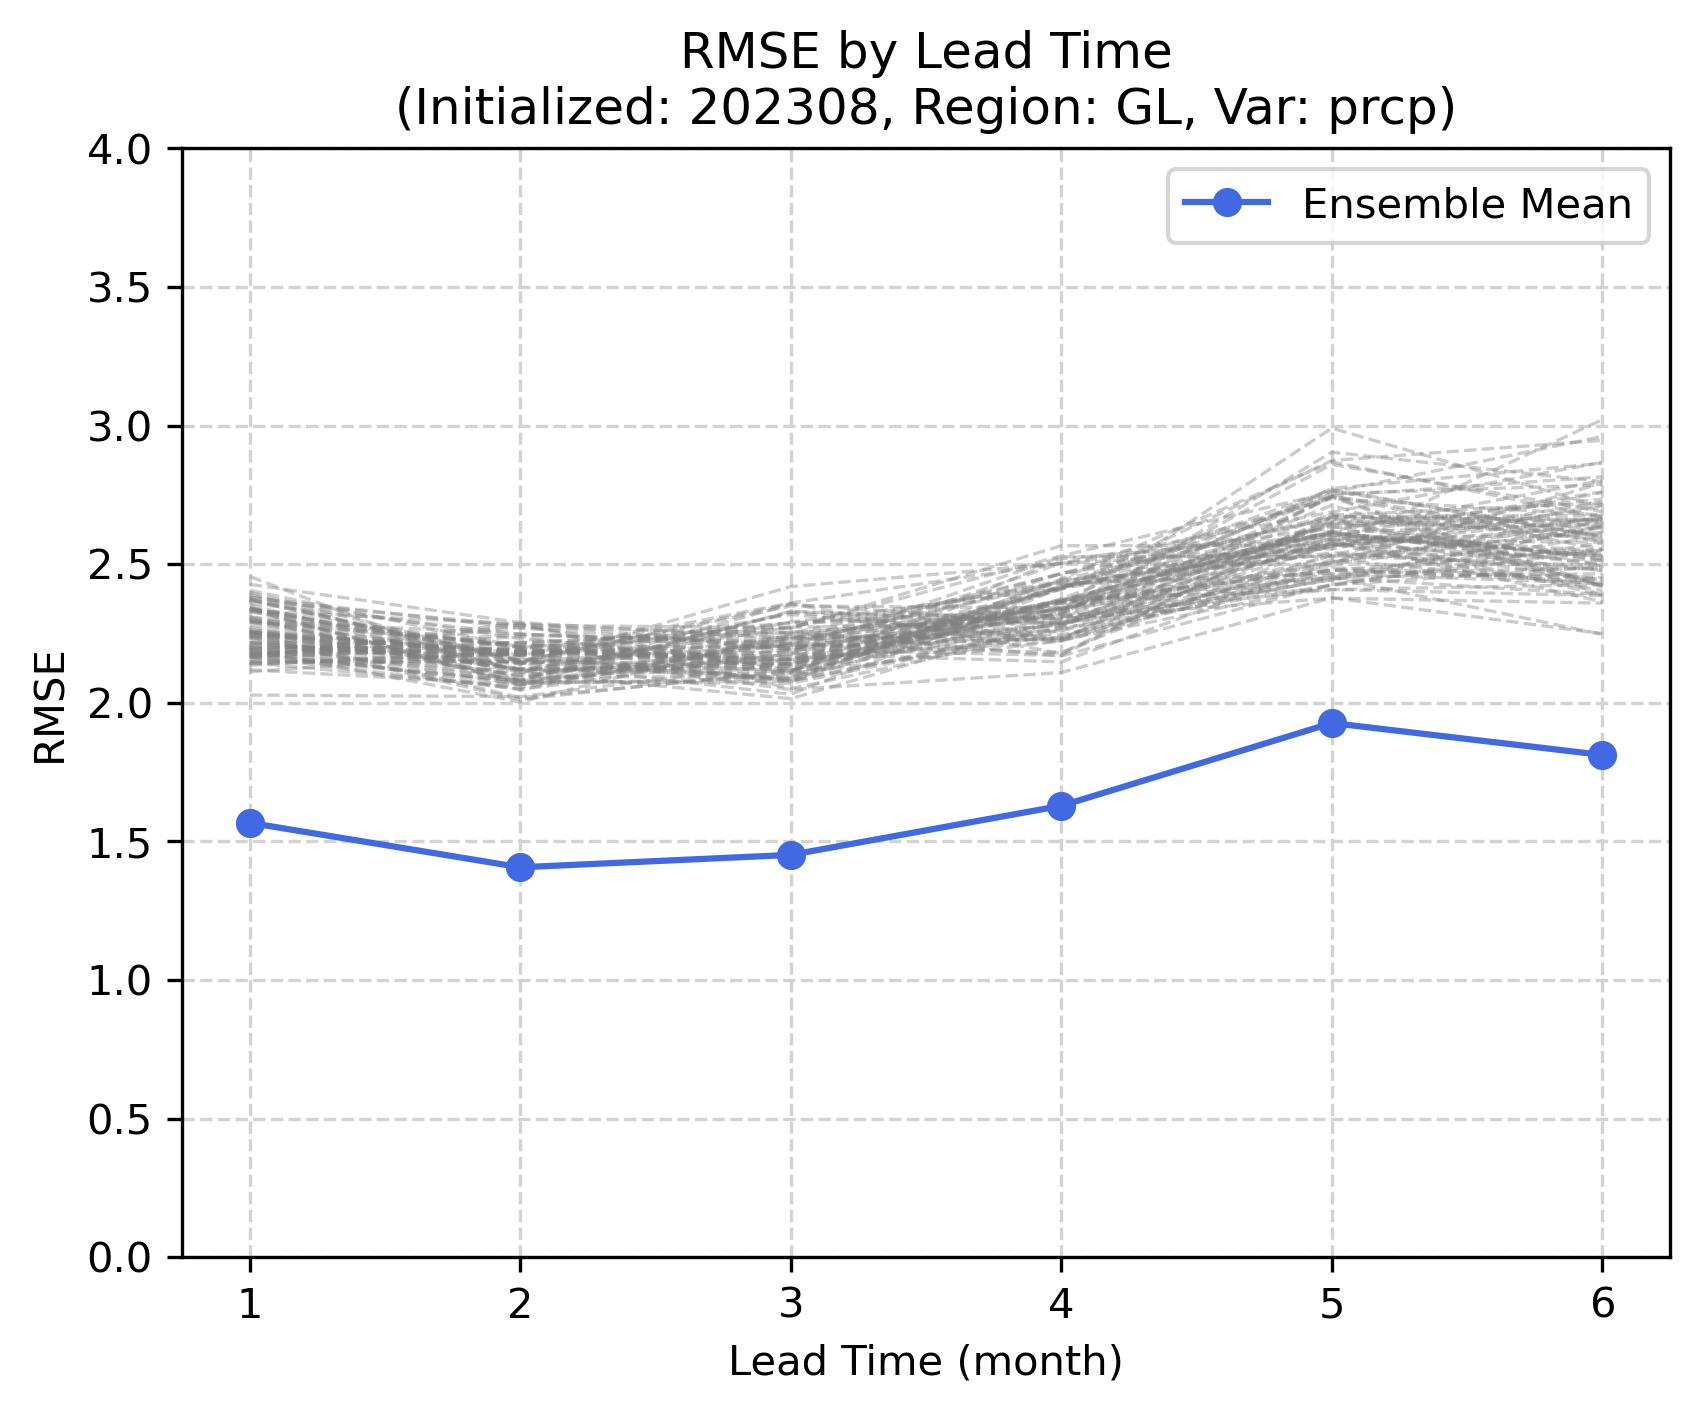 RMSE by Lead Time
(Initialized: 202308, Region: GL, Var: prcp)
Ensemble Mean
RMSE
4.0
3.5
3.0
2.5
2.0
1.5
1.0
0.5
0.0
1 2 3 4 5 6
Lead Time (month)